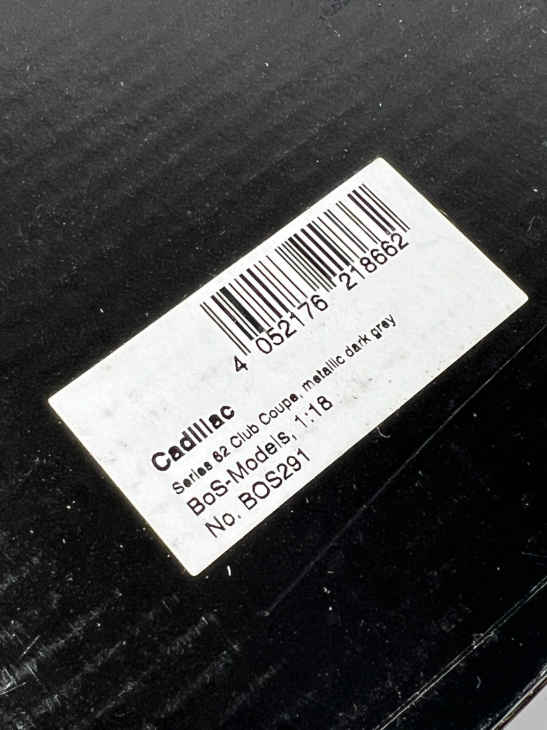 4 052176 218662
Cadillac
Series 62 Club Coupe, metallic dark grey
BoS-Models, 1:18
No. BOS291